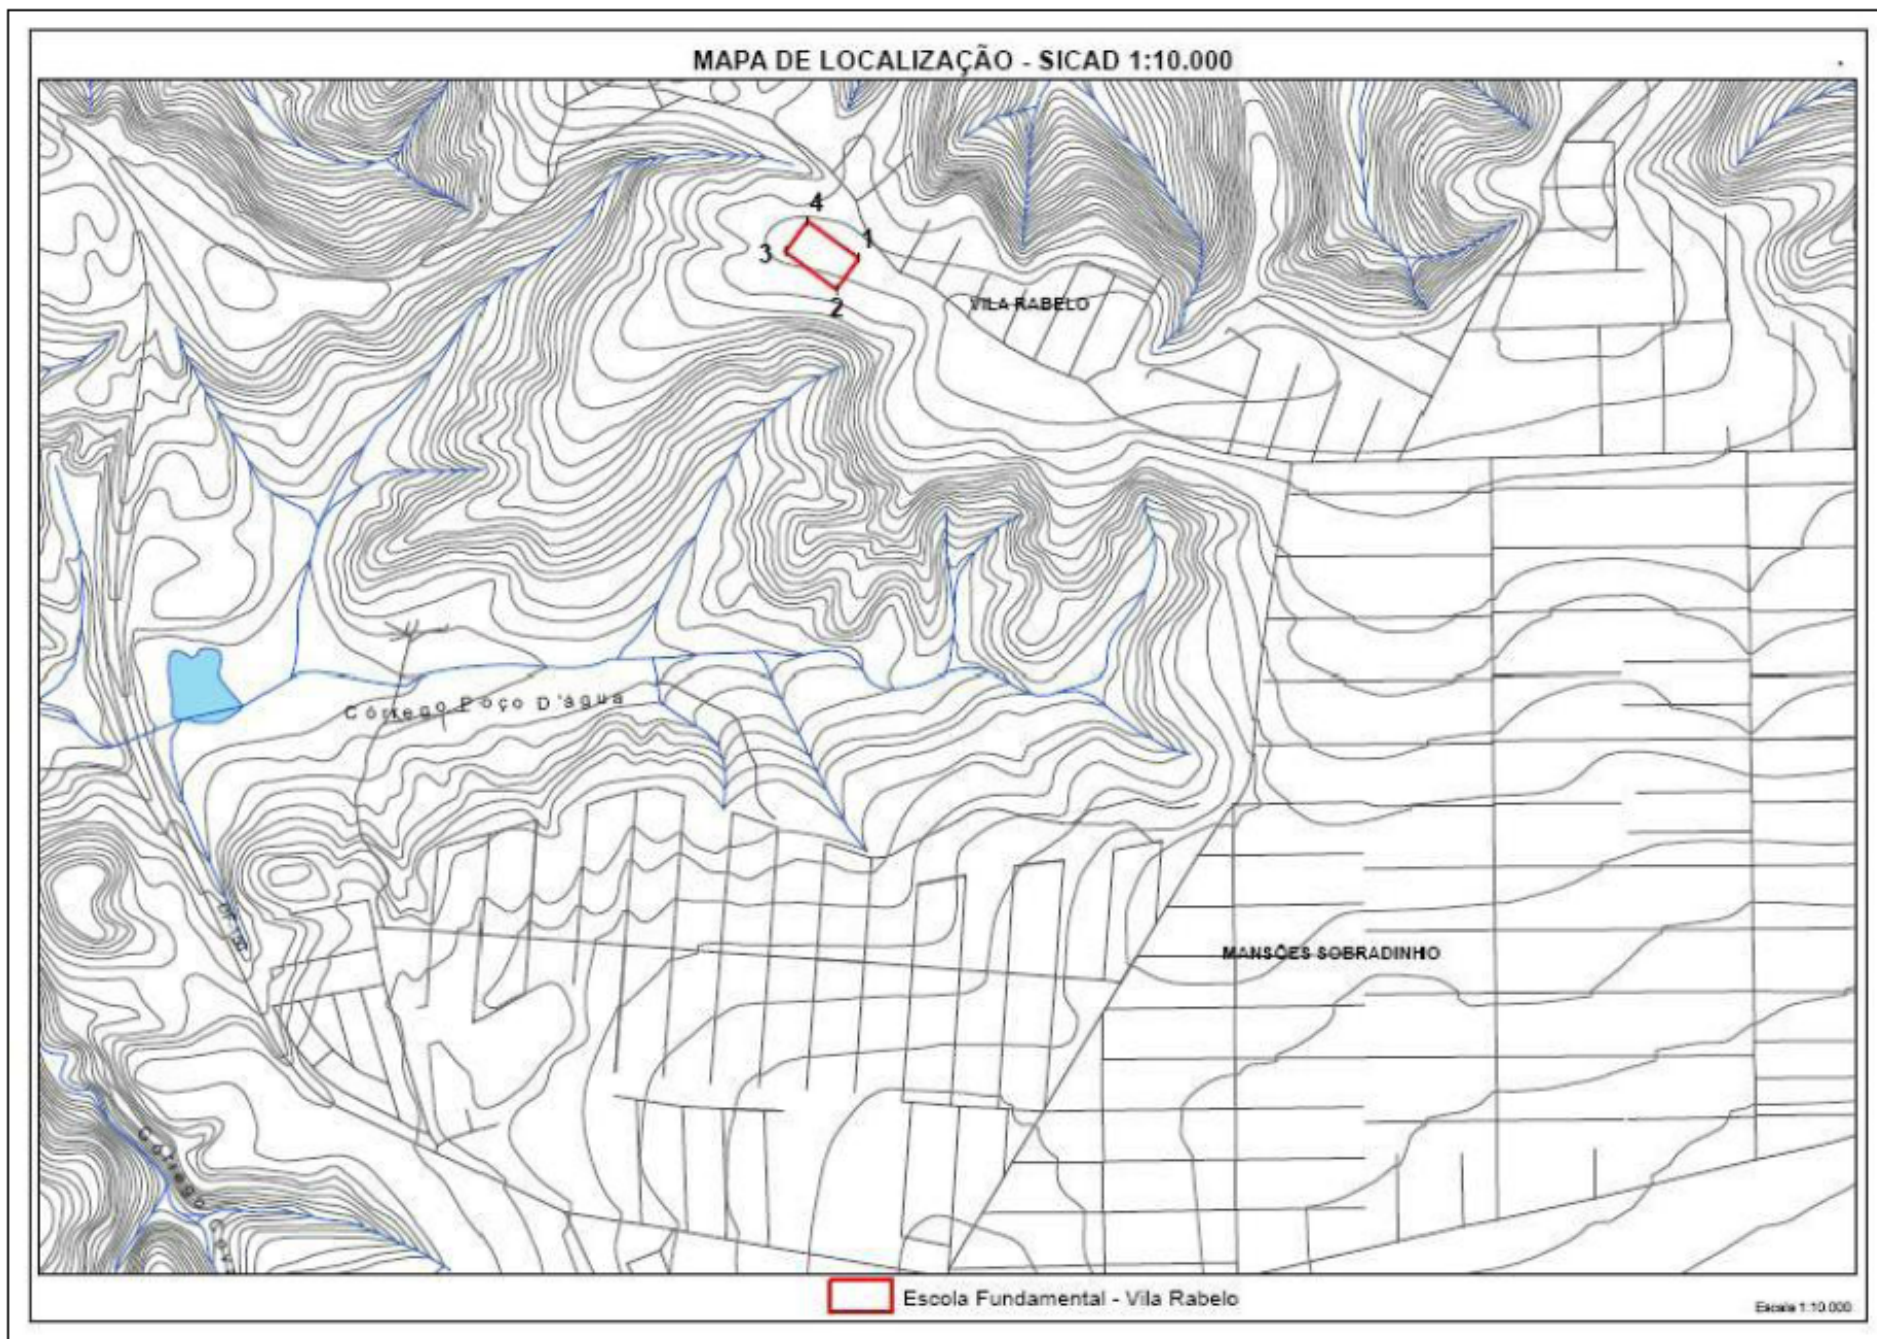 MAPA DE LOCALIZAÇÃO - SICAD 1:10.000
4
1
3
2
VILA RABELO
Córrego Poço D'água
MANSÕES SOBRADINHO
Córrego
Escola Fundamental - Vila Rabelo
Escala 1:10.000